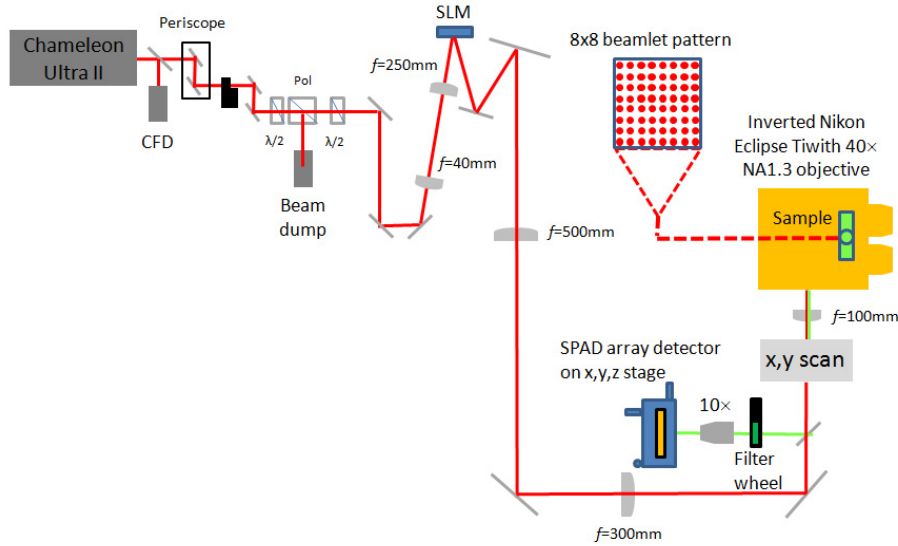 Chameleon
Ultra II
Periscope
CFD
λ/2
Pol
λ/2
Beam
dump
f=250mm
f=40mm
SLM
8x8 beamlet pattern
f=500mm
Inverted Nikon
Eclipse Tiwith 40×
NA1.3 objective
Sample
f=100mm
x,y scan
SPAD array detector
on x,y,z stage
10×
Filter
wheel
f=300mm